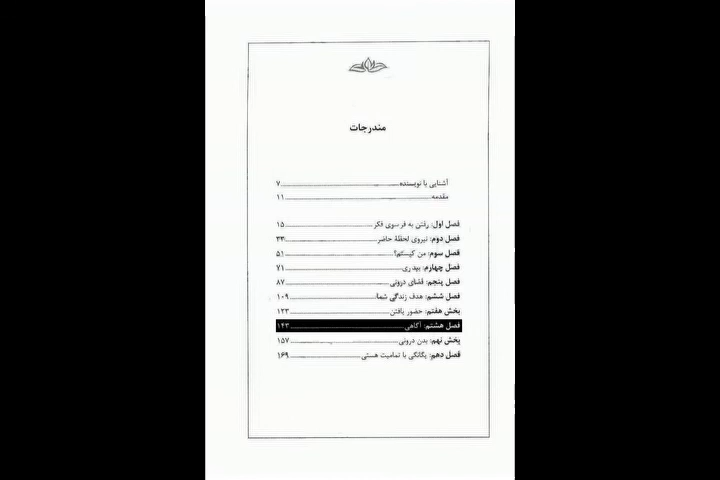 مندرجات
آشنایی با نویسنده ۷
مقدمه ۱۱
فصل اول: رفتن به فراسوی فکر ۱۵
فصل دوم: نیروی لحظهٔ حاضر ۳۳
فصل سوم: من کیستم؟ ۵۱
فصل چهارم: بیداری ۷۱
فصل پنجم: فضای درونی ۸۷
فصل ششم: هدف زندگی شما ۱۰۹
بخش هفتم: حضور یافتن ۱۲۳
فصل هشتم: آگاهی ۱۴۳
بخش نهم: بدن درونی ۱۵۷
فصل دهم: یگانگی با تمامیت هستی ۱۶۹